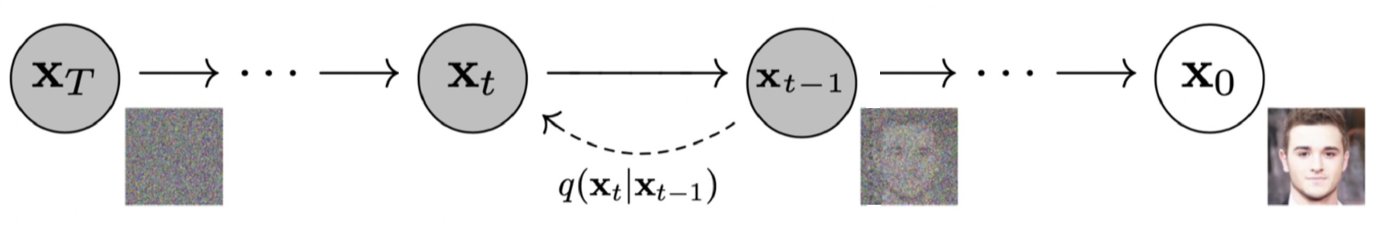 x_T ⋯ x_t x_{t−1} ⋯ x_0
q(x_t|x_{t−1})